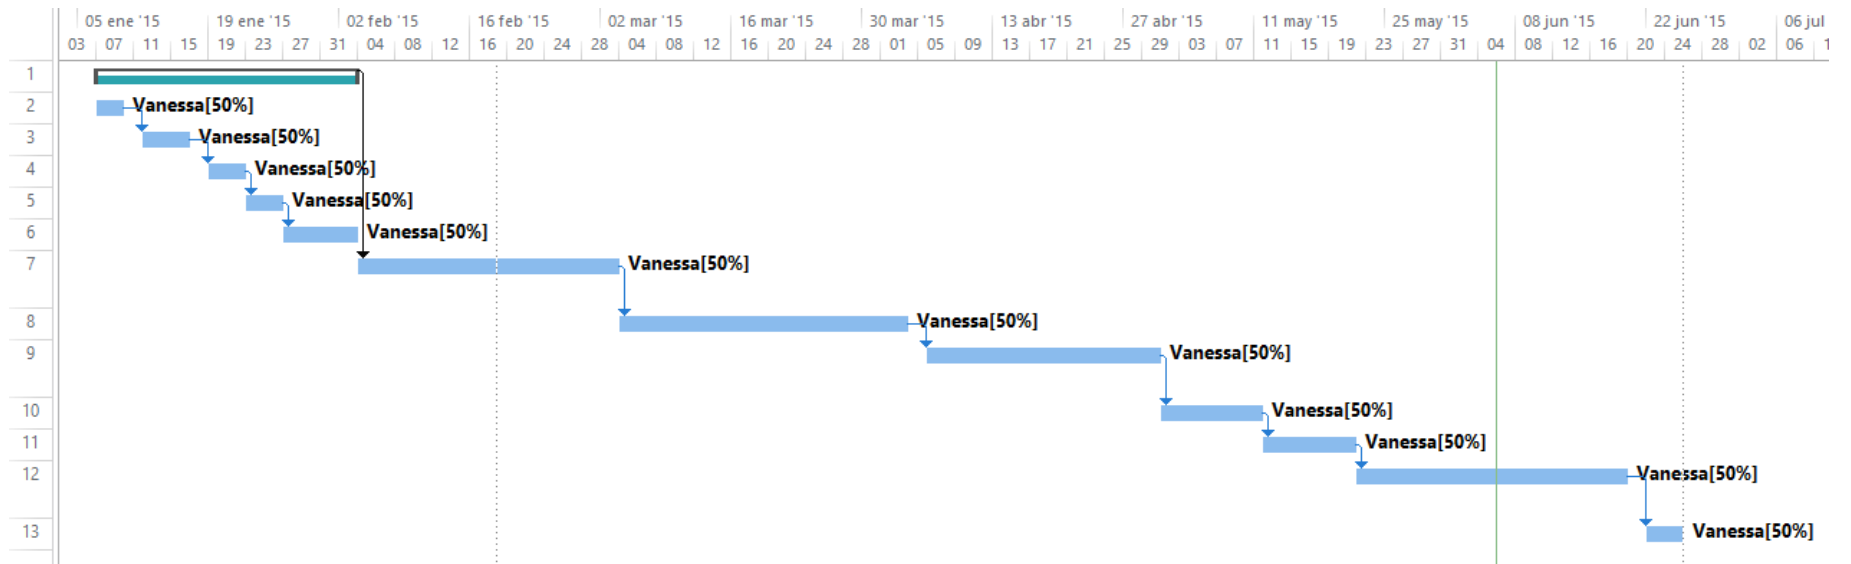 05 ene '15 19 ene '15 02 feb '15 16 feb '15 02 mar '15 16 mar '15 30 mar '15 13 abr '15 27 abr '15 11 may '15 25 may '15 08 jun '15 22 jun '15 06 jul
03 07 11 15 19 23 27 31 04 08 12 16 20 24 28 04 08 12 16 20 24 28 01 05 09 13 17 21 25 29 03 07 11 15 19 23 27 31 04 08 12 16 20 24 28 02 06 1
1
2 Vanessa[50%]
3 Vanessa[50%]
4 Vanessa[50%]
5 Vanessa[50%]
6 Vanessa[50%]
7 Vanessa[50%]
8 Vanessa[50%]
9 Vanessa[50%]
10 Vanessa[50%]
11 Vanessa[50%]
12 Vanessa[50%]
13 Vanessa[50%]